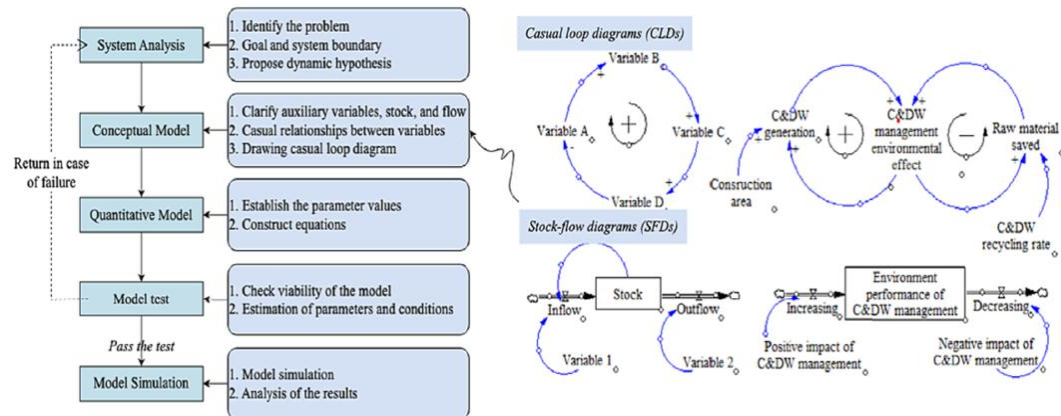 System Analysis
1. Identify the problem
2. Goal and system boundary
3. Propose dynamic hypothesis
Conceptual Model
1. Clarify auxiliary variables, stock, and flow
2. Casual relationships between variables
3. Drawing casual loop diagram
Return in case
of failure
Quantitative Model
1. Establish the parameter values
2. Construct equations
Model test
1. Check viability of the model
2. Estimation of parameters and conditions
Pass the test
Model Simulation
1. Model simulation
2. Analysis of the results
Casual loop diagrams (CLDs)
Variable B
+
Variable A
+
Variable C
+
-
+
Variable D
C&DW
generation
+
+
Consruction
area
+
+
C&DW
management
environmental
effect
+
-
Raw material
saved
+
+
C&DW
recycling rate
Stock-flow diagrams (SFDs)
Stock
Inflow
Outflow
Variable 1
Variable 2
Environment
performance of
C&DW management
Increasing
Decreasing
Positive impact of
C&DW management
Negative impact of
C&DW management